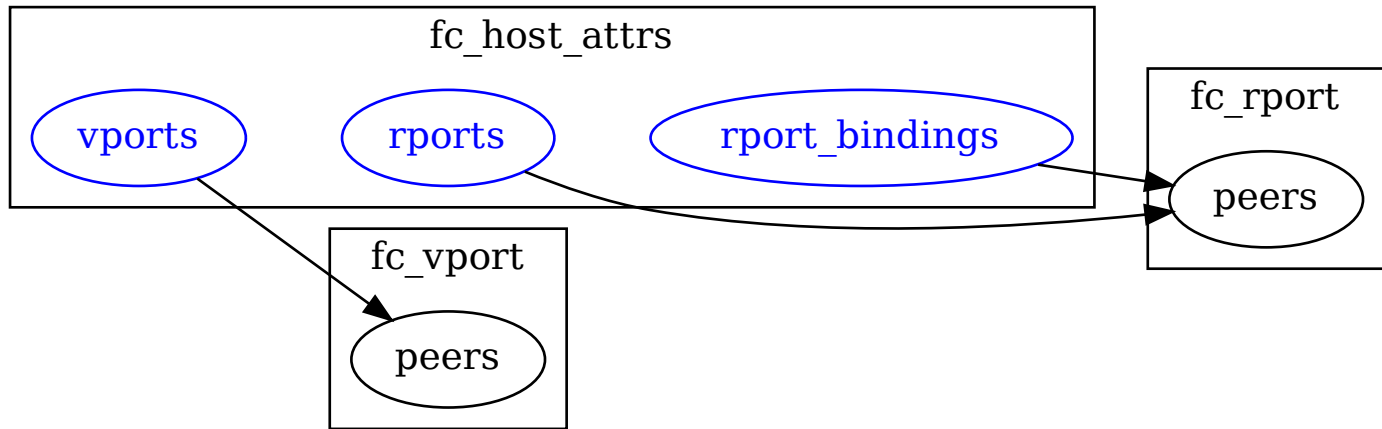 fc_host_attrs
vports
rports
rport_bindings
fc_rport
peers
fc_vport
peers